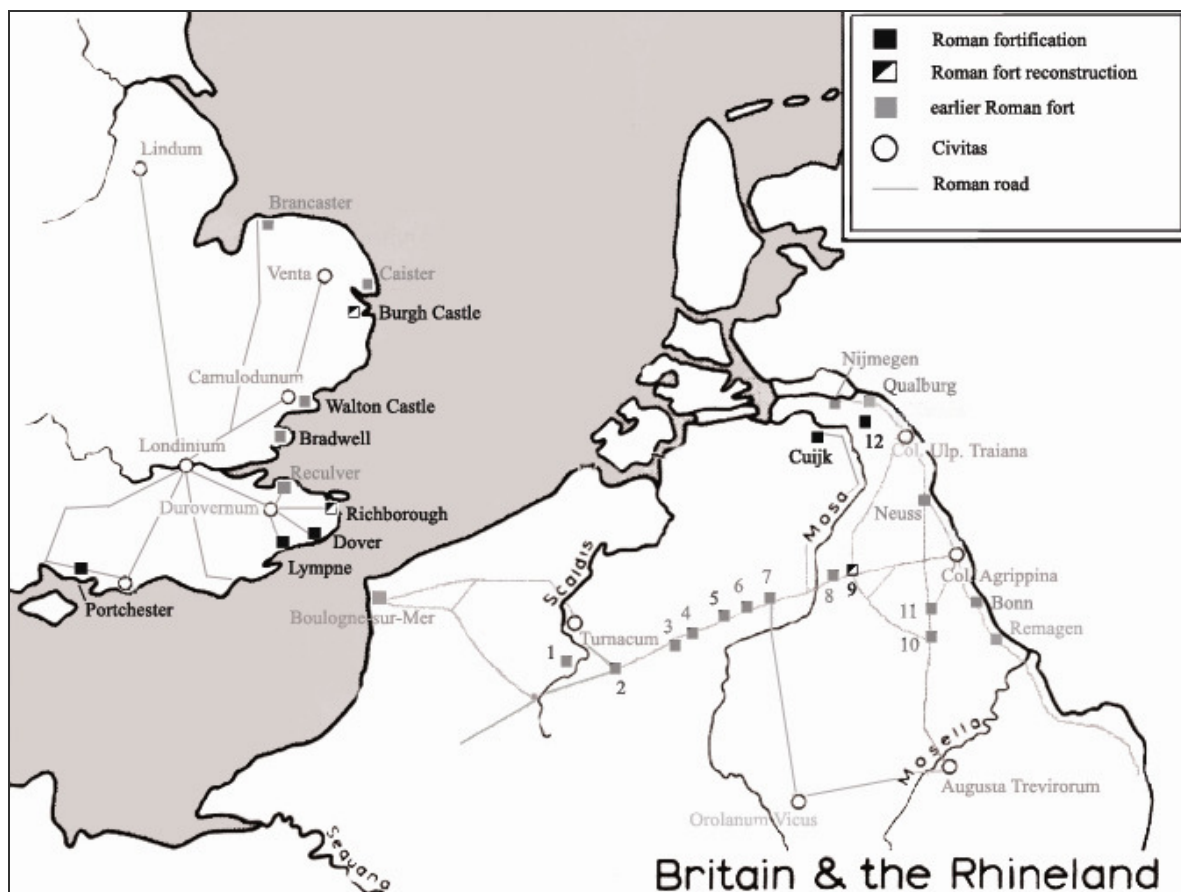 Roman fortification
Roman fort reconstruction
earlier Roman fort
Civitas
Roman road
Lindum
Brancaster
Venta
Caister
Burgh Castle
Camulodunum
Walton Castle
Bradwell
Londinium
Reculver
Durovernum
Richborough
Dover
Lympne
Portchester
Boulogne-sur-Mer
Nijmegen
Qualburg
12
Cuijk
Col. Ulp. Traiana
Mosa
Neuss
Scaldis
7
6
5
4
3
8
9
Col. Agrippina
Turnacum
11
Bonn
1
10
Remagen
2
Mosella
Augusta Trevirorum
Orolanum Vicus
Sequara
Britain & the Rhineland